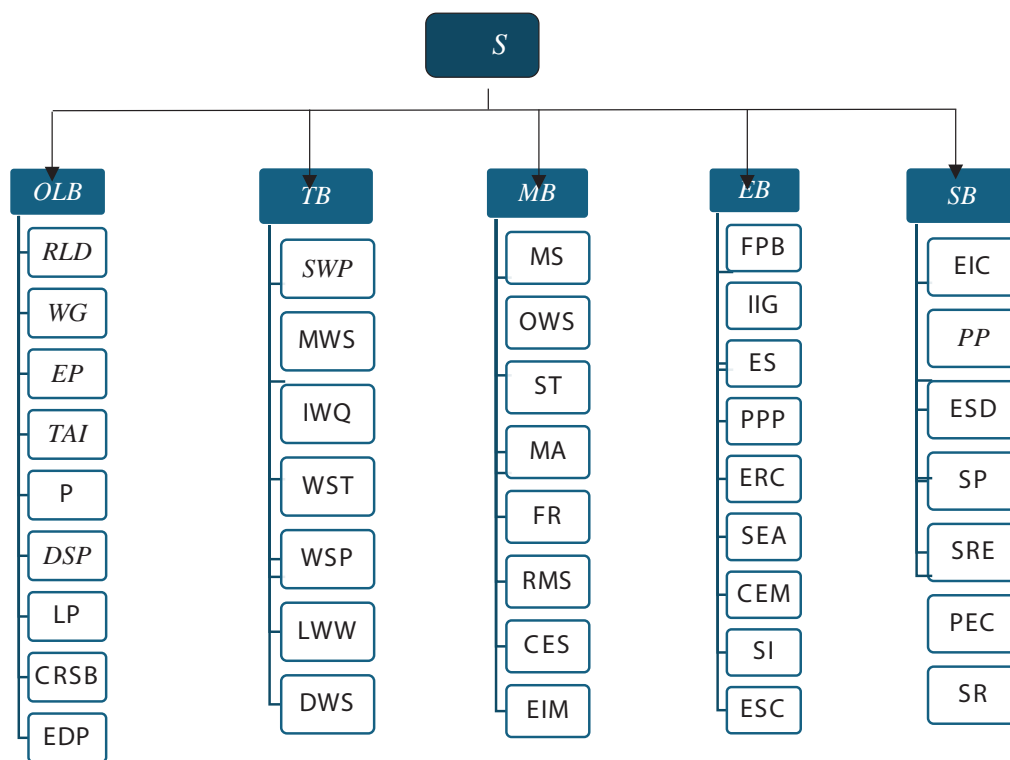 S
OLB
RLD
WG
EP
TAI
P
DSP
LP
CRSB
EDP
TB
SWP
MWS
IWQ
WST
WSP
LWW
DWS
MB
MS
OWS
ST
MA
FR
RMS
CES
EIM
EB
FPB
IIG
ES
PPP
ERC
SEA
CEM
SI
ESC
SB
EIC
PP
ESD
SP
SRE
PEC
SR